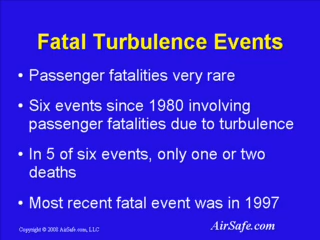 Fatal Turbulence Events
• Passenger fatalities very rare
• Six events since 1980 involving
passenger fatalities due to turbulence
• In 5 of six events, only one or two
deaths
• Most recent fatal event was in 1997
Copyright © 2008 AirSafe.com, LLC
AirSafe.com